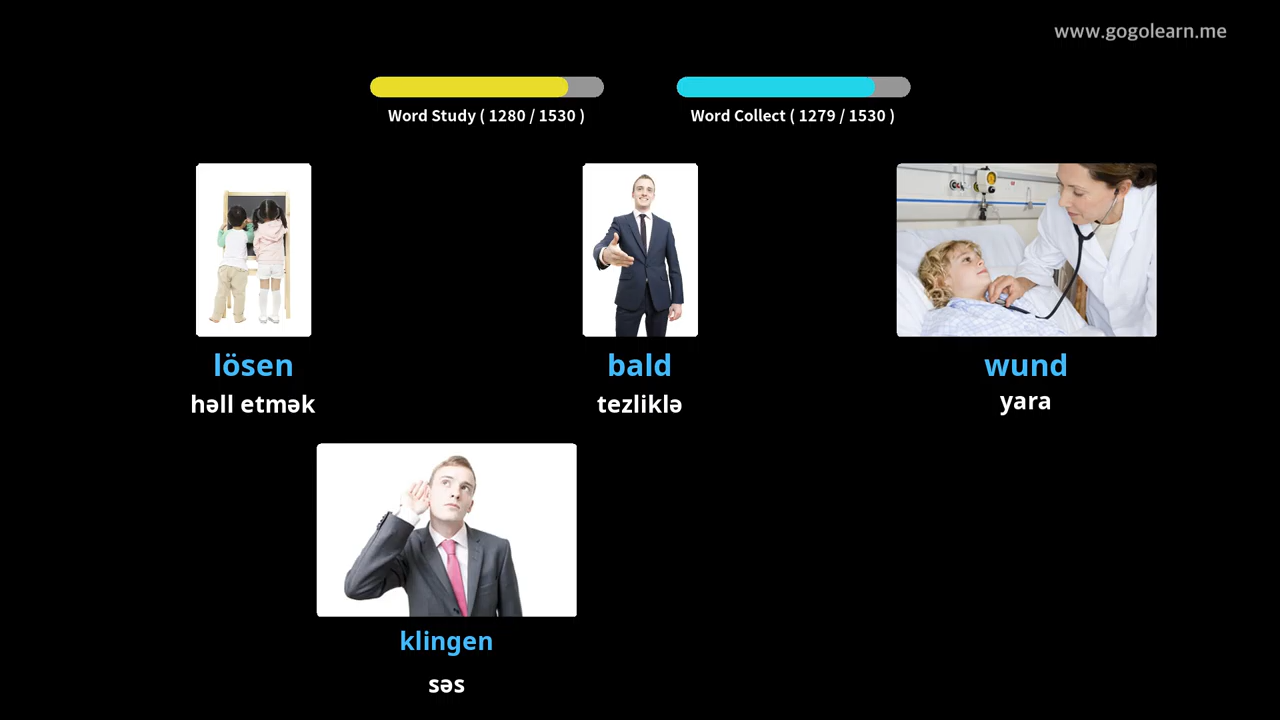 www.gogolearn.me
Word Study ( 1280 / 1530 )
Word Collect ( 1279 / 1530 )
lösen
həll etmək
bald
tezliklə
wund
yara
klingen
səs